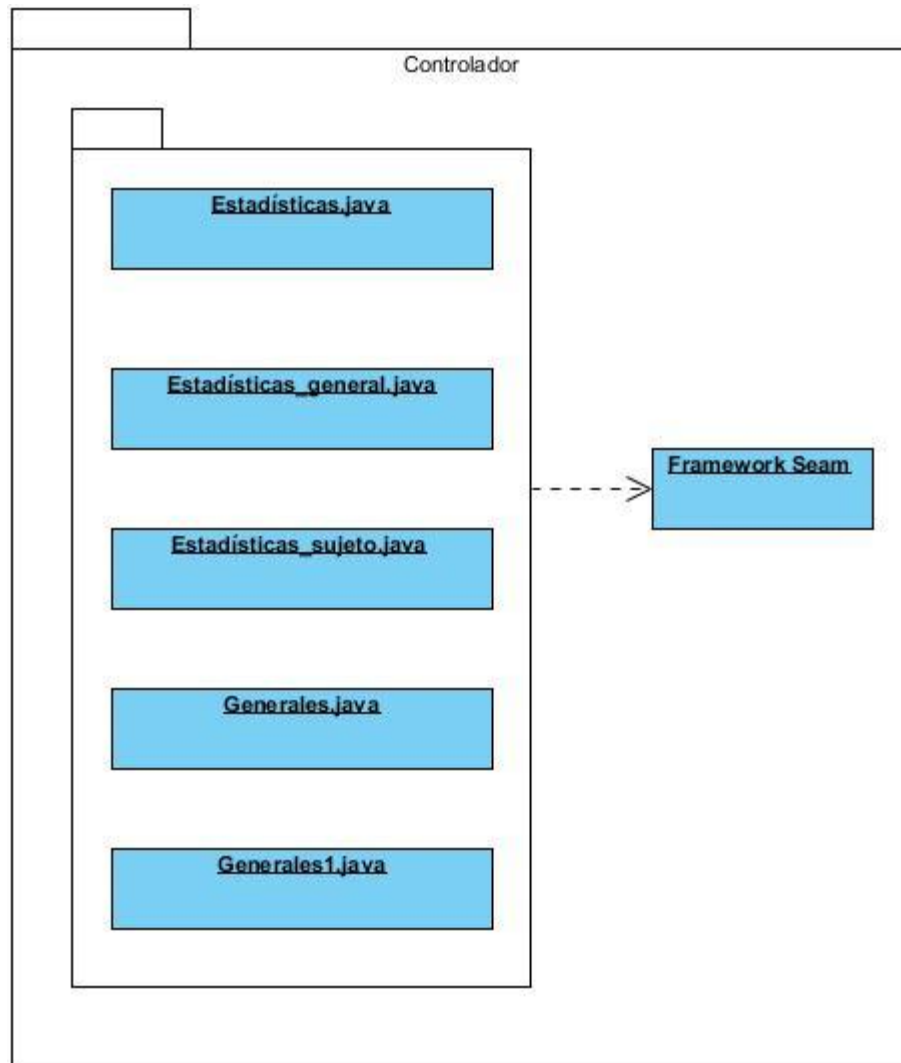 Controlador
Estadísticas.java
Estadísticas_general.java
Estadísticas_sujeto.java
Generales.java
Generales1.java
Framework Seam